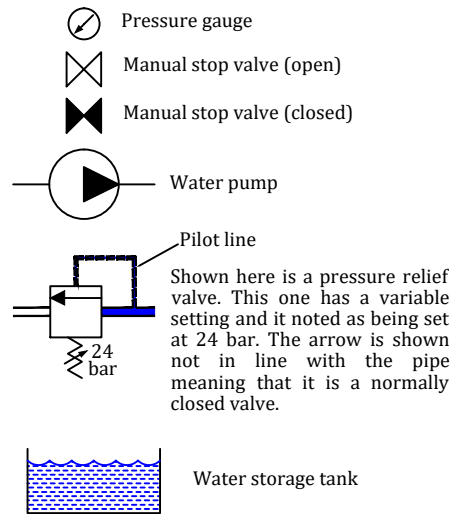 Pressure gauge
Manual stop valve (open)
Manual stop valve (closed)
Water pump
Pilot line
Shown here is a pressure relief
valve. This one has a variable
setting and it noted as being set
at 24 bar. The arrow is shown
not in line with the pipe
meaning that it is a normally
closed valve.
24
bar
Water storage tank